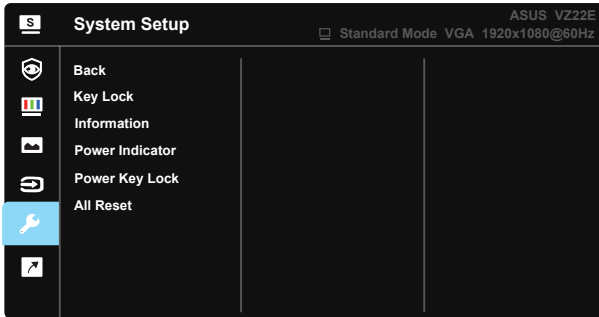 S
System Setup
ASUS VZ22E
Standard Mode VGA 1920x1080@60Hz
Back
Key Lock
Information
Power Indicator
Power Key Lock
All Reset